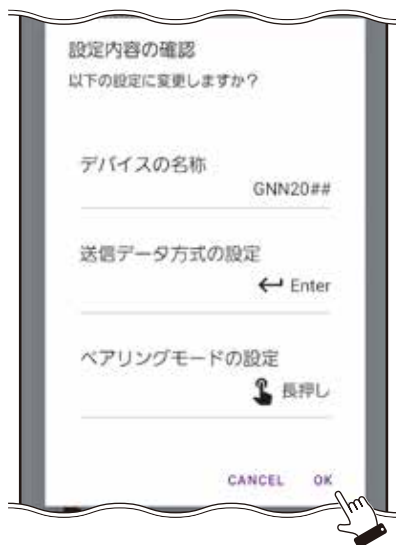 設定内容の確認
以下の設定に変更しますか？
デバイスの名称
GNN20##
送信データ方式の設定
Enter
ペアリングモードの設定
長押し
CANCEL OK